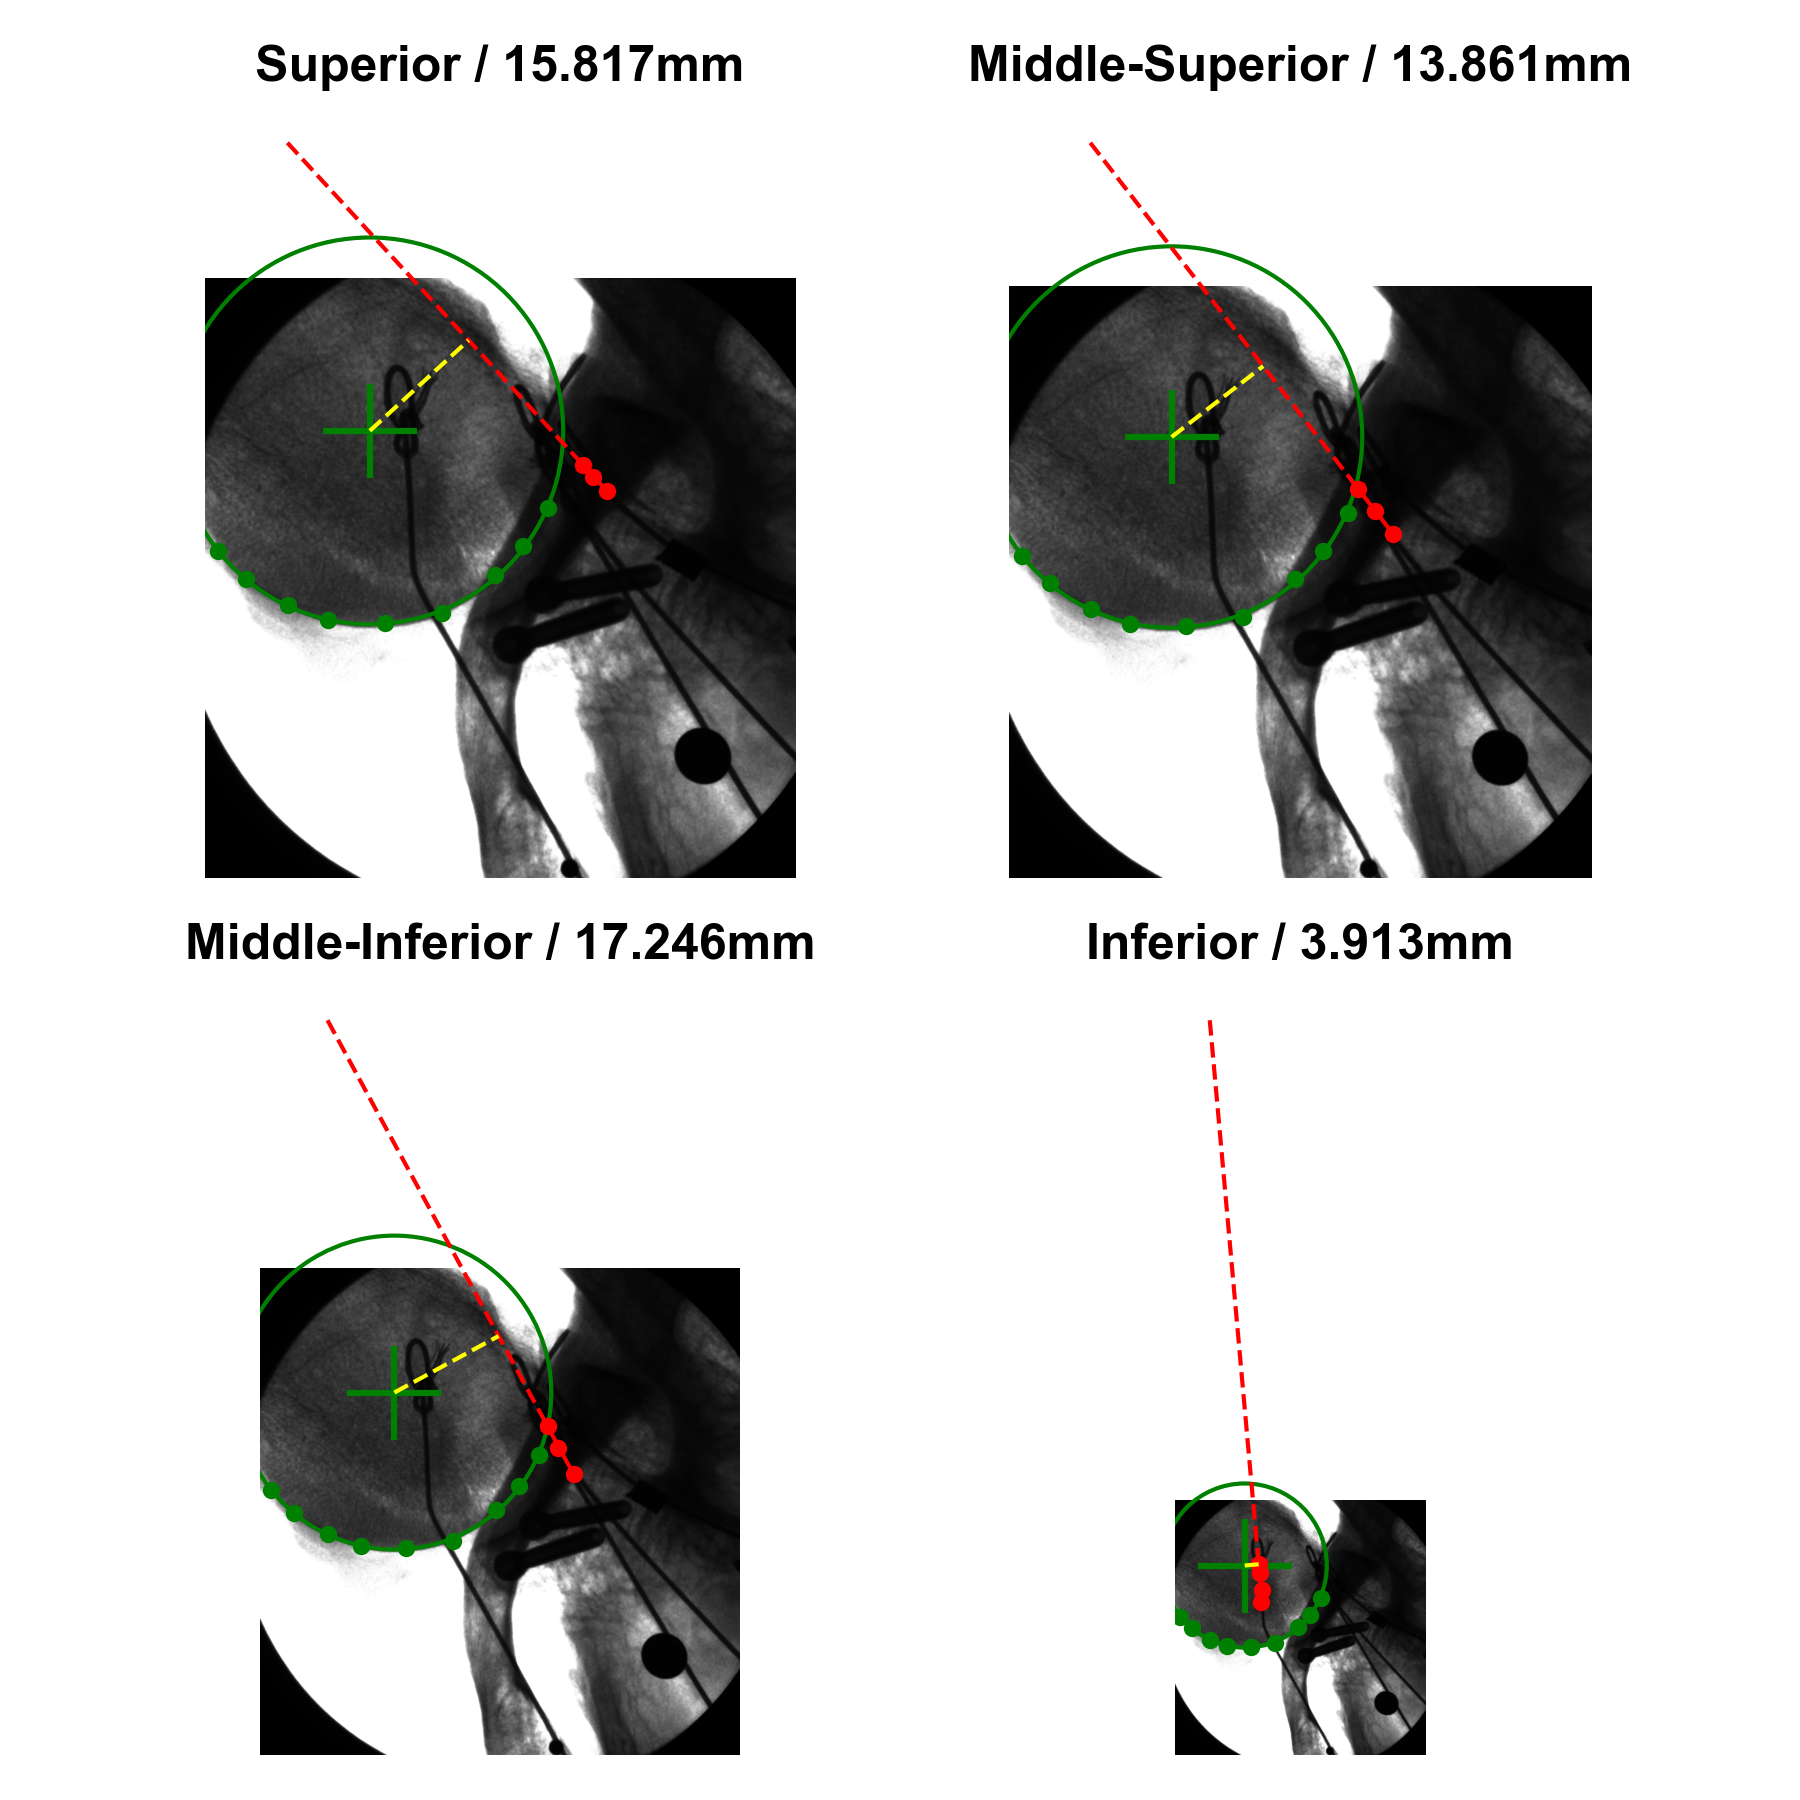 Superior / 15.817mm
Middle-Superior / 13.861mm
Middle-Inferior / 17.246mm
Inferior / 3.913mm